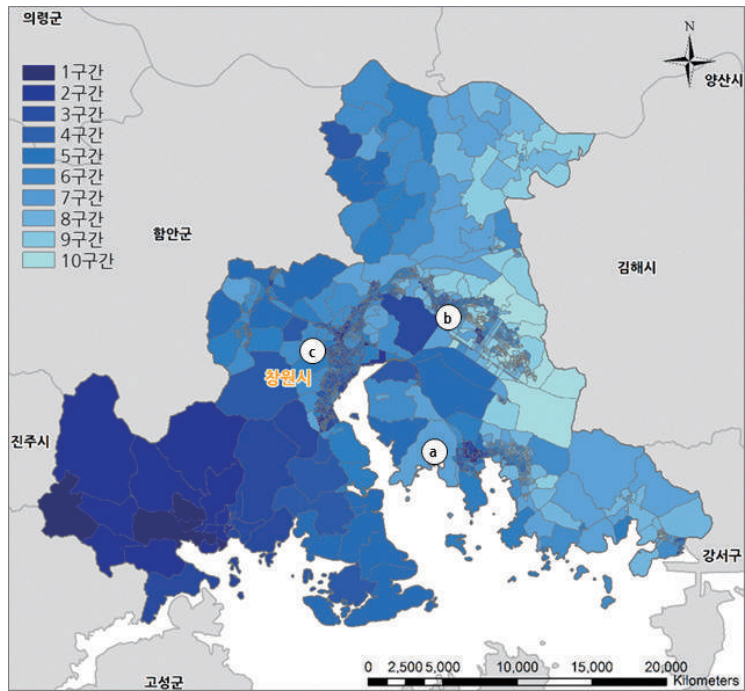 의령군
N
양산시
1구간
2구간
3구간
4구간
5구간
6구간
7구간
8구간
9구간
10구간
함안군
김해시
b
c
창원시
진주시
a
강서구
고성군
0 2,500 5,000 10,000 15,000 20,000
Kilometers